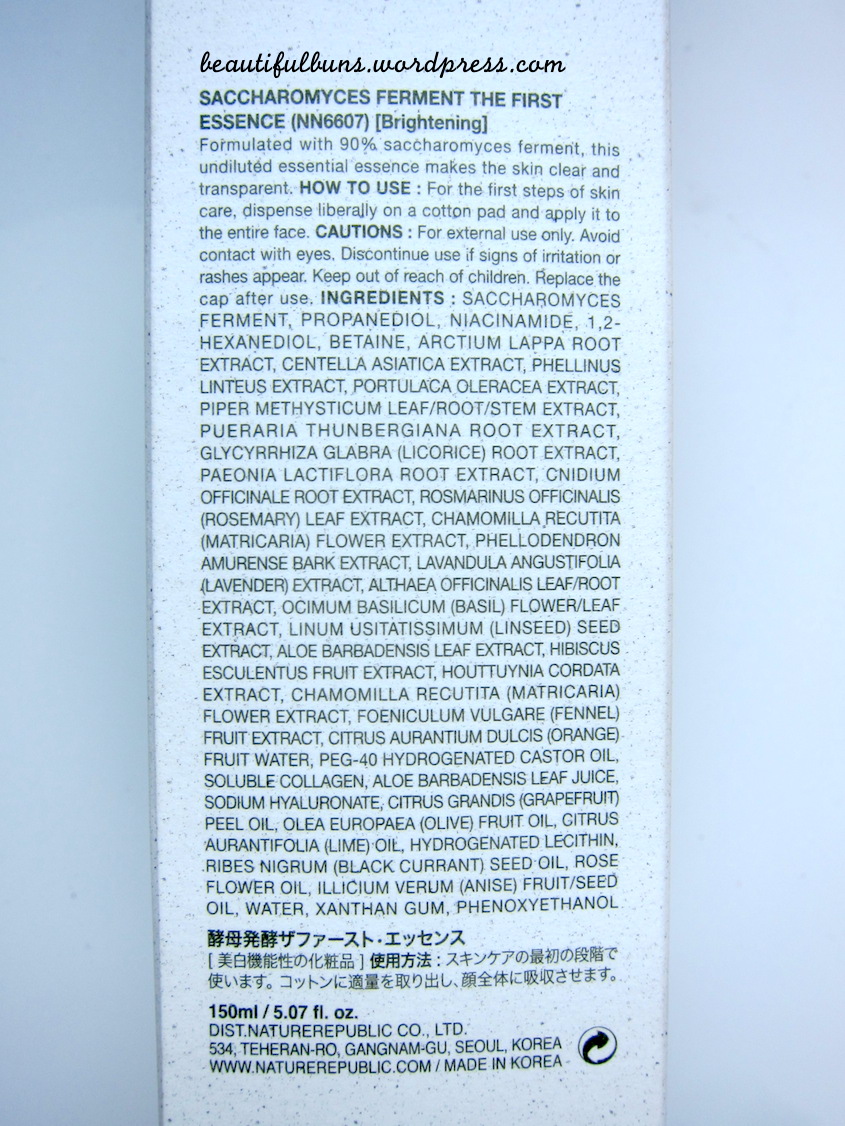 beautifulbuns.wordpress.com
SACCHAROMYCES FERMENT THE FIRST
ESSENCE (NN6607) [Brightening]
Formulated with 90% saccharomyces ferment, this
undiluted essential essence makes the skin clear and
transparent. HOW TO USE : For the first steps of skin
care, dispense liberally on a cotton pad and apply it to
the entire face. CAUTIONS : For external use only. Avoid
contact with eyes. Discontinue use if signs of irritation or
rashes appear. Keep out of reach of children. Replace the
cap after use. INGREDIENTS : SACCHAROMYCES
FERMENT, PROPANEDIOL, NIACINAMIDE, 1,2-
HEXANEDIOL, BETAINE, ARCTIUM LAPPA ROOT
EXTRACT, CENTELLA ASIATICA EXTRACT, PHELLINUS
LINTEUS EXTRACT, PORTULACA OLERACEA EXTRACT,
PIPER METHYSTICUM LEAF/ROOT/STEM EXTRACT,
PUERARIA THUNBERGIANA ROOT EXTRACT,
GLYCYRRHIZA GLABRA (LICORICE) ROOT EXTRACT,
PAEONIA LACTIFLORA ROOT EXTRACT, CNIDIUM
OFFICINALE ROOT EXTRACT, ROSMARINUS OFFICINALIS
(ROSEMARY) LEAF EXTRACT, CHAMOMILLA RECUTITA
(MATRICARIA) FLOWER EXTRACT, PHELLODENDRON
AMURENSE BARK EXTRACT, LAVANDULA ANGUSTIFOLIA
(LAVENDER) EXTRACT, ALTHAEA OFFICINALIS LEAF/ROOT
EXTRACT, OCIMUM BASILICUM (BASIL) FLOWER/LEAF
EXTRACT, LINUM USITATISSIMUM (LINSEED) SEED
EXTRACT, ALOE BARBADENSIS LEAF EXTRACT, HIBISCUS
ESCULENTUS FRUIT EXTRACT, HOUTTUYNIA CORDATA
EXTRACT, CHAMOMILLA RECUTITA (MATRICARIA)
FLOWER EXTRACT, FOENICULUM VULGARE (FENNEL)
FRUIT EXTRACT, CITRUS AURANTIUM DULCIS (ORANGE)
FRUIT WATER, PEG-40 HYDROGENATED CASTOR OIL,
SOLUBLE COLLAGEN, ALOE BARBADENSIS LEAF JUICE,
SODIUM HYALURONATE, CITRUS GRANDIS (GRAPEFRUIT)
PEEL OIL, OLEA EUROPAEA (OLIVE) FRUIT OIL, CITRUS
AURANTIFOLIA (LIME) OIL, HYDROGENATED LECITHIN,
RIBES NIGRUM (BLACK CURRANT) SEED OIL, ROSE
FLOWER OIL, ILLICIUM VERUM (ANISE) FRUIT/SEED
OIL, WATER, XANTHAN GUM, PHENOXYETHANOL
酵母発酵ザファースト・エッセンス
[ 美白機能性の化粧品 ] 使用方法 : スキンケアの最初の段階で
使います。コットンに適量を取り出し、顔全体に吸収させます。
150ml / 5.07 fl. oz.
DIST.NATUREREPUBLIC CO., LTD.
534, TEHERAN-RO, GANGNAM-GU, SEOUL, KOREA
WWW.NATUREREPUBLIC.COM / MADE IN KOREA